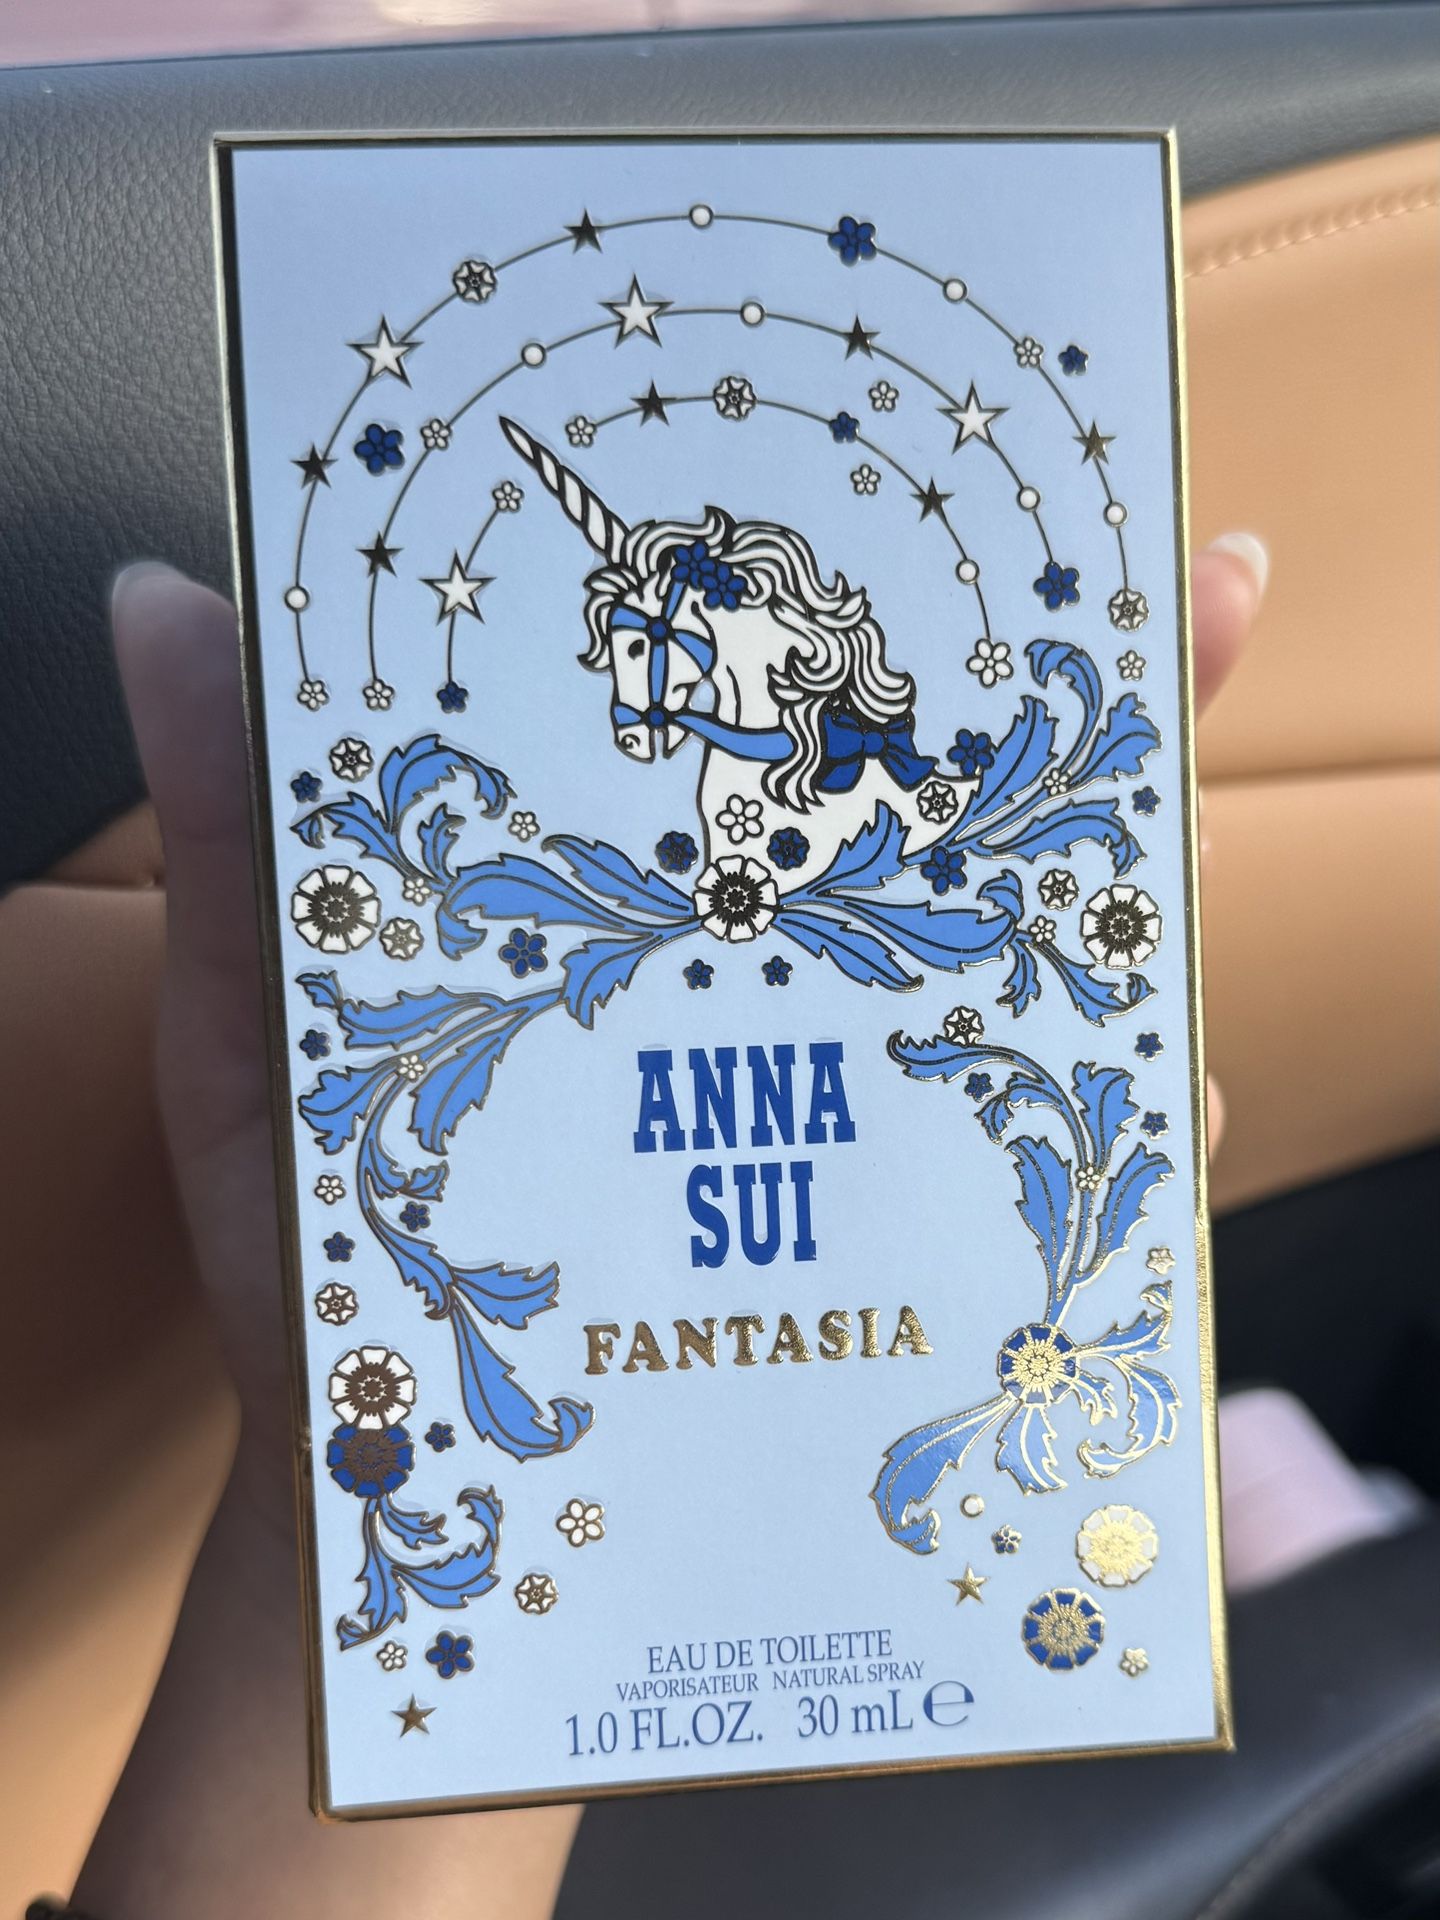 ANNA
SUI
FANTASIA
EAU DE TOILETTE
VAPORISATEUR NATURAL SPRAY
1.0 FL.OZ. 30 mL ℮